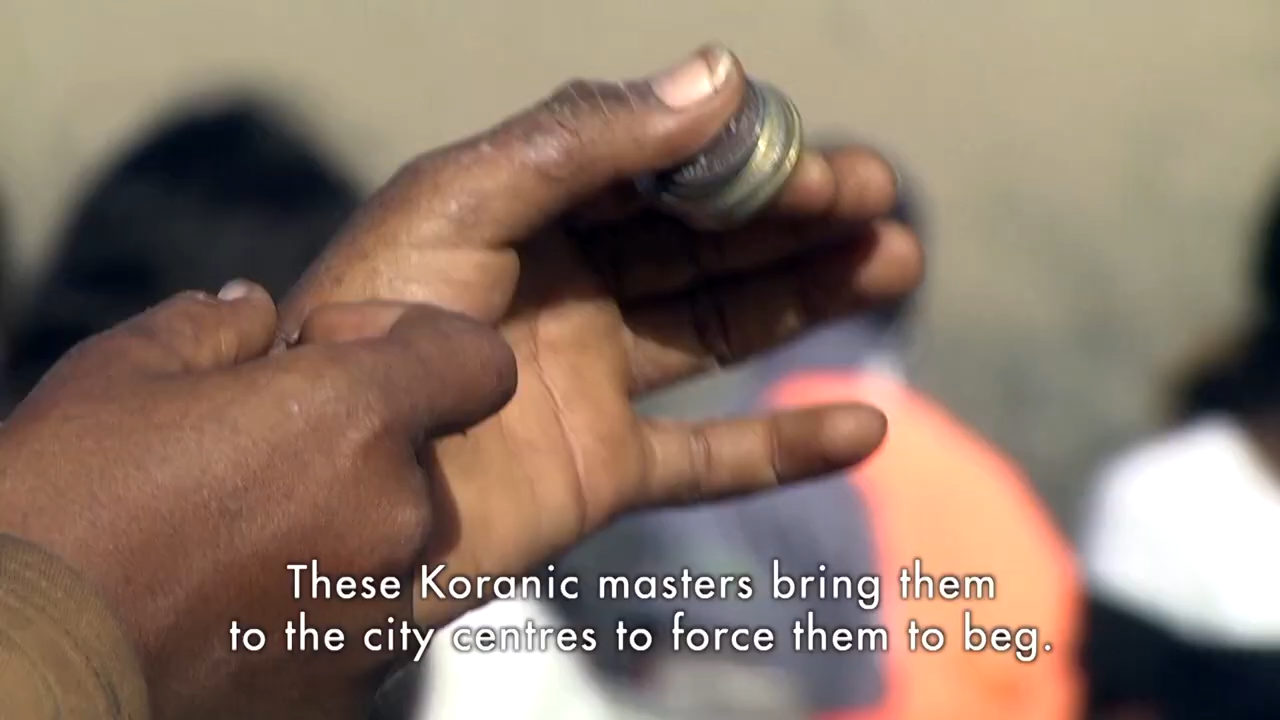 These Koranic masters bring them
to the city centres to force them to beg.